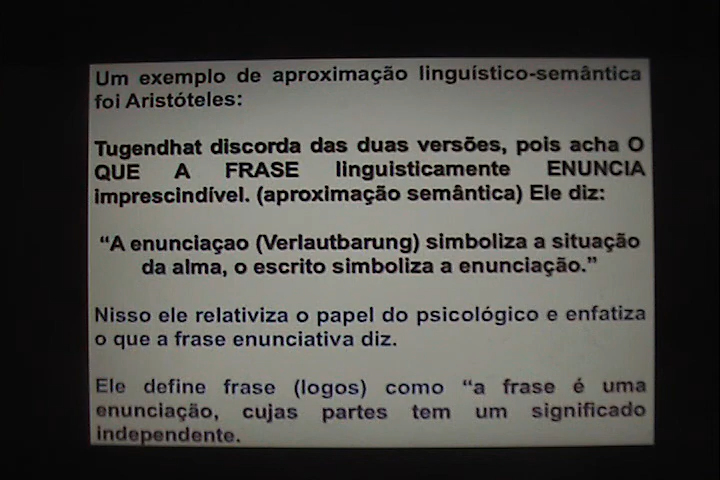 Um exemplo de aproximação linguístico-semântica
foi Aristóteles:
Tugendhat discorda das duas versões, pois acha O
QUE A FRASE linguisticamente ENUNCIA
imprescindível. (aproximação semântica) Ele diz:
“A enunciaçao (Verlautbarung) simboliza a situação
da alma, o escrito simboliza a enunciação.”
Nisso ele relativiza o papel do psicológico e enfatiza
o que a frase enunciativa diz.
Ele define frase (logos) como “a frase é uma
enunciação, cujas partes tem um significado
independente.